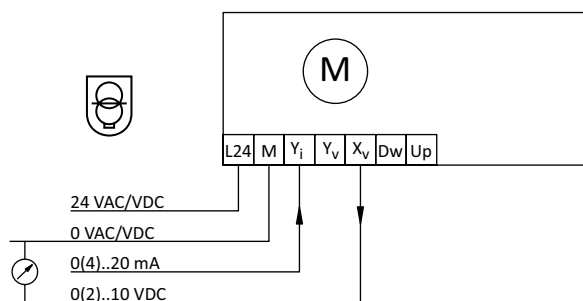 M
L24 M Yi Yv Xv Dw Up
24 VAC/VDC
0 VAC/VDC
0(4)..20 mA
0(2)..10 VDC